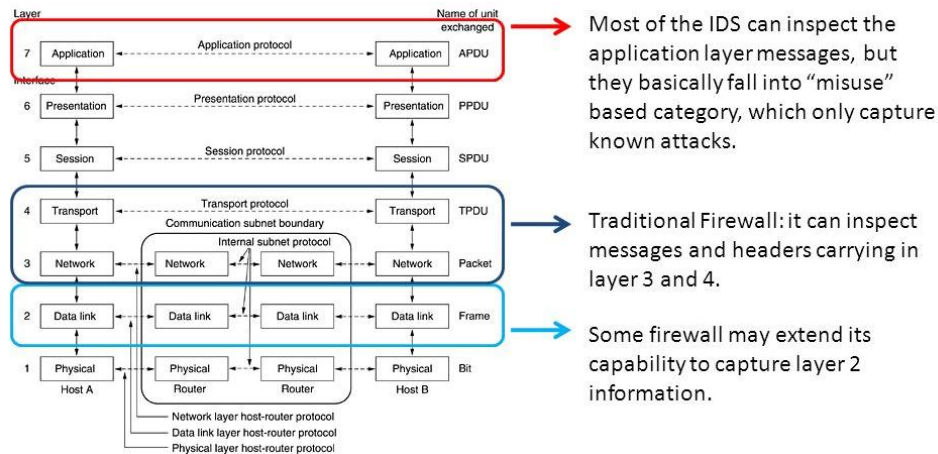 Layer
Name of unit exchanged
7 Application Application protocol Application APDU
Interface
6 Presentation Presentation protocol Presentation PPDU
5 Session Session protocol Session SPDU
4 Transport Transport protocol Transport TPDU
Communication subnet boundary
Internal subnet protocol
3 Network Network Network Network Packet
2 Data link Data link Data link Data link Frame
1 Physical Physical Physical Physical Bit
Host A Router Router Host B
Network layer host-router protocol
Data link layer host-router protocol
Physical layer host-router protocol
Most of the IDS can inspect the
application layer messages, but
they basically fall into “misuse”
based category, which only capture
known attacks.
Traditional Firewall: it can inspect
messages and headers carrying in
layer 3 and 4.
Some firewall may extend its
capability to capture layer 2
information.